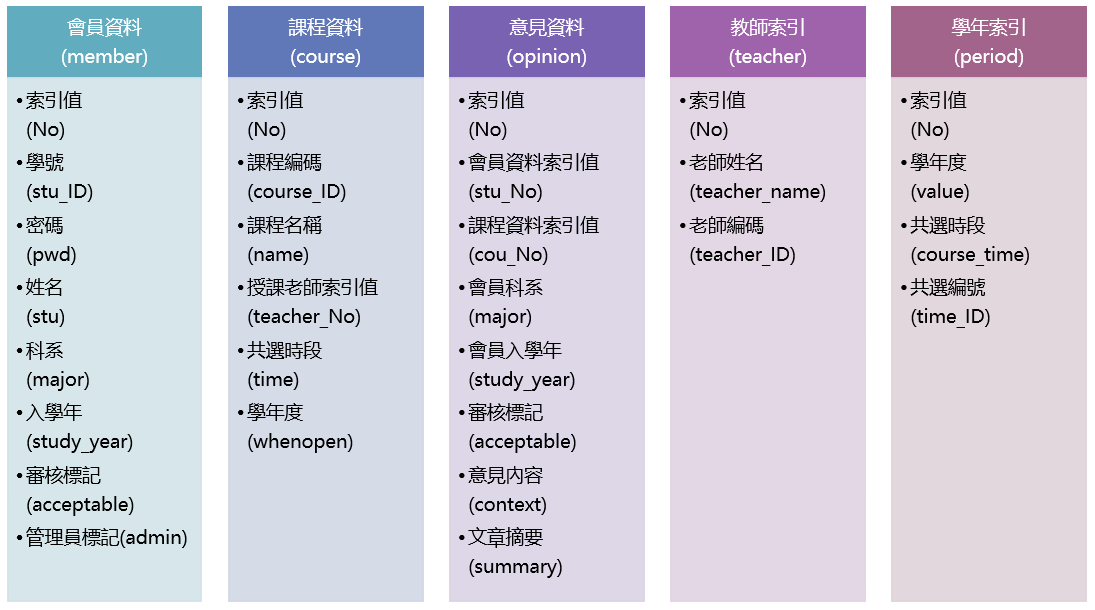 會員資料
(member)
•索引值
(No)
•學號
(stu_ID)
•密碼
(pwd)
•姓名
(stu)
•科系
(major)
•入學年
(study_year)
•審核標記
(acceptable)
•管理員標記(admin)
課程資料
(course)
•索引值
(No)
•課程編碼
(course_ID)
•課程名稱
(name)
•授課老師索引值
(teacher_No)
•共選時段
(time)
•學年度
(whenopen)
意見資料
(opinion)
•索引值
(No)
•會員資料索引值
(stu_No)
•課程資料索引值
(cou_No)
•會員科系
(major)
•會員入學年
(study_year)
•審核標記
(acceptable)
•意見內容
(context)
•文章摘要
(summary)
教師索引
(teacher)
•索引值
(No)
•老師姓名
(teacher_name)
•老師編碼
(teacher_ID)
學年索引
(period)
•索引值
(No)
•學年度
(value)
•共選時段
(course_time)
•共選編號
(time_ID)